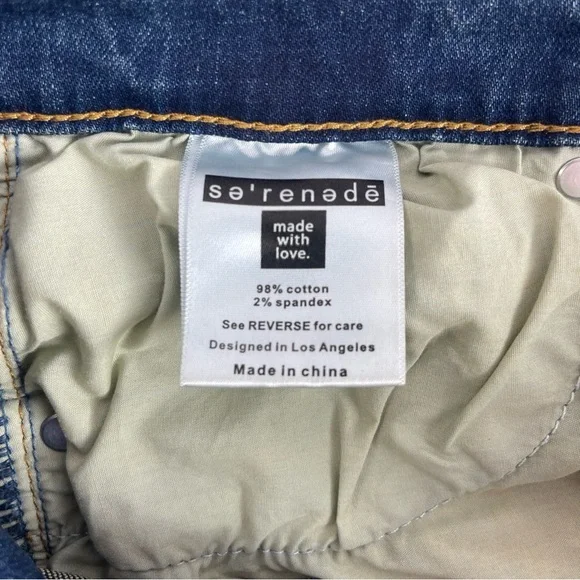 sə'renədē
made
with
love.
98% cotton
2% spandex
See REVERSE for care
Designed in Los Angeles
Made in china